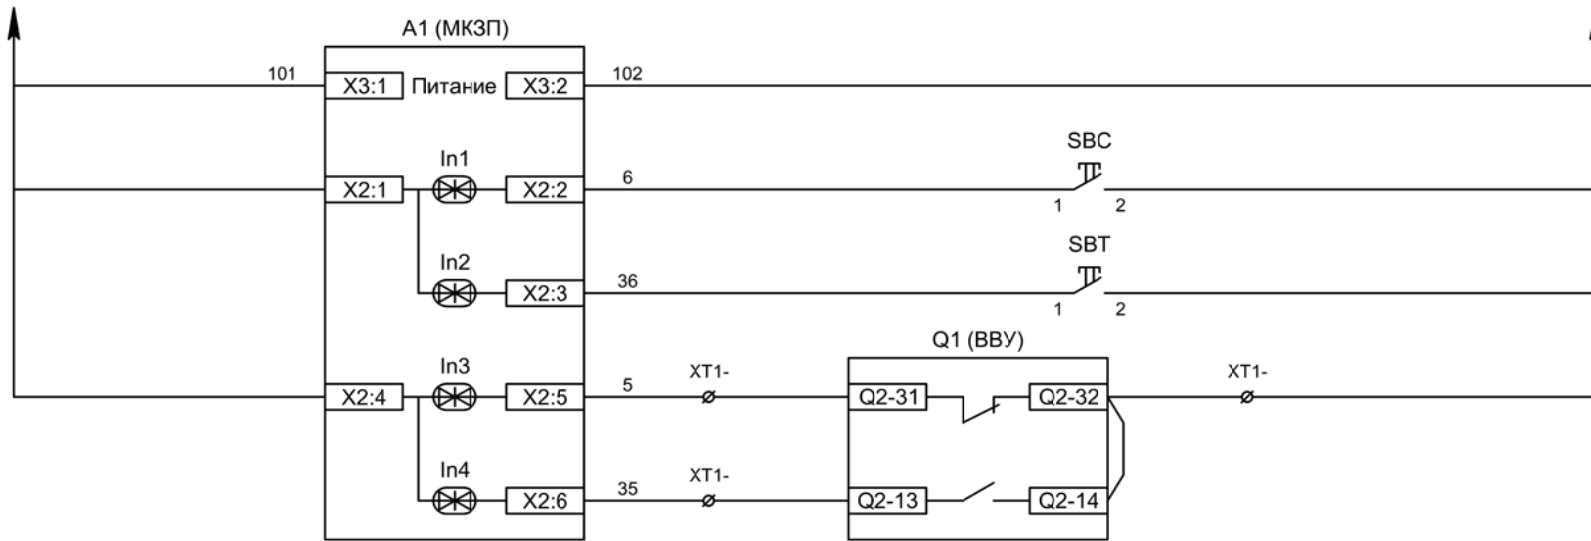 A1 (МКЗП)
101 X3:1 Питание X3:2 102
In1
SBC
X2:1 X2:2 6
1 2
In2
SBT
X2:3 36
1 2
Q1 (ВВУ)
In3
XT1-
XT1-
X2:4 X2:5 5 Q2-31 Q2-32
In4
XT1-
X2:6 35 Q2-13 Q2-14